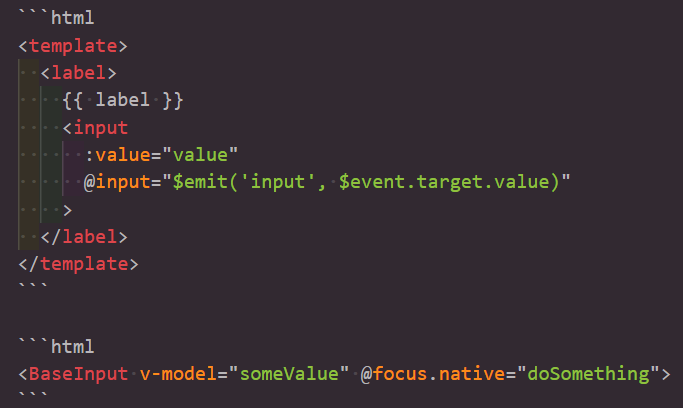 ```html
<template>
  <label>
    {{ label }}
    <input
      :value="value"
      @input="$emit('input', $event.target.value)"
    >
  </label>
</template>
```

```html
<BaseInput v-model="someValue" @focus.native="doSomething">
```